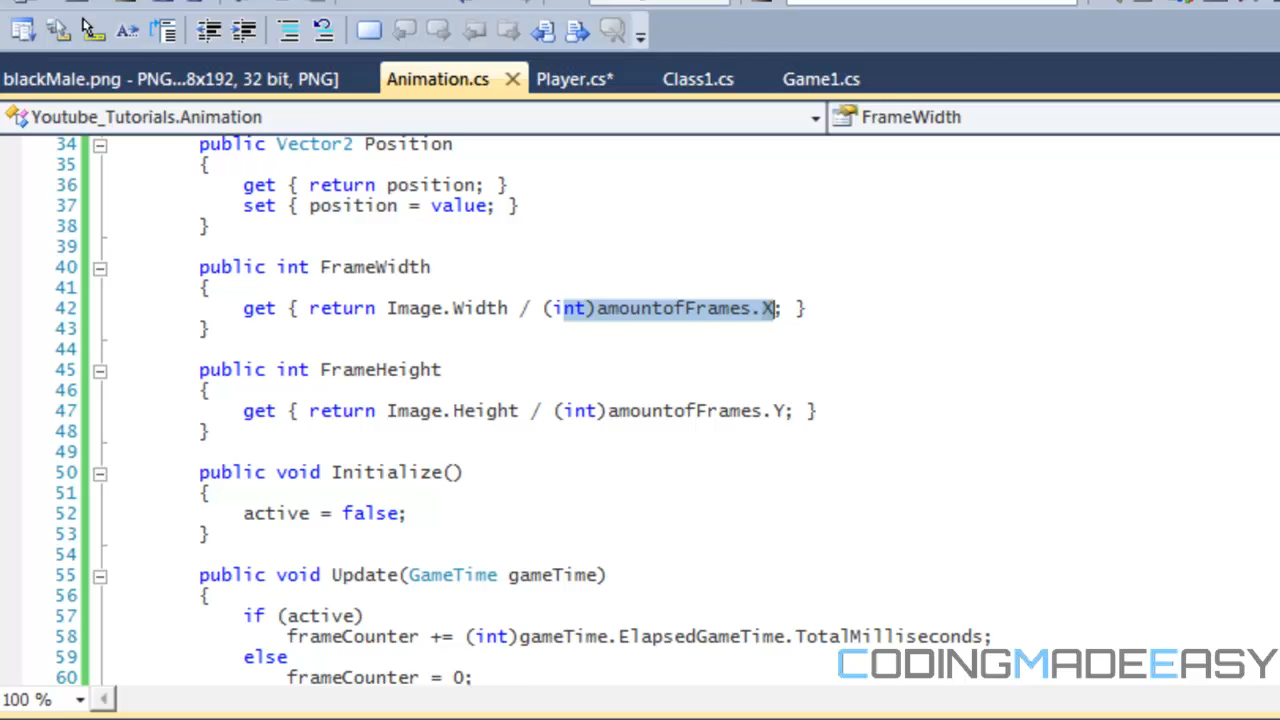 blackMale.png - PNG...8x192, 32 bit, PNG] Animation.cs Player.cs* Class1.cs Game1.cs
Youtube_Tutorials.Animation FrameWidth
34 public Vector2 Position
35 {
36 get { return position; }
37 set { position = value; }
38 }
39
40 public int FrameWidth
41 {
42 get { return Image.Width / (int)amountofFrames.X; }
43 }
44
45 public int FrameHeight
46 {
47 get { return Image.Height / (int)amountofFrames.Y; }
48 }
49
50 public void Initialize()
51 {
52 active = false;
53 }
54
55 public void Update(GameTime gameTime)
56 {
57 if (active)
58 frameCounter += (int)gameTime.ElapsedGameTime.TotalMilliseconds;
59 else
60 frameCounter = 0;
CODINGMADEEASY
100 %